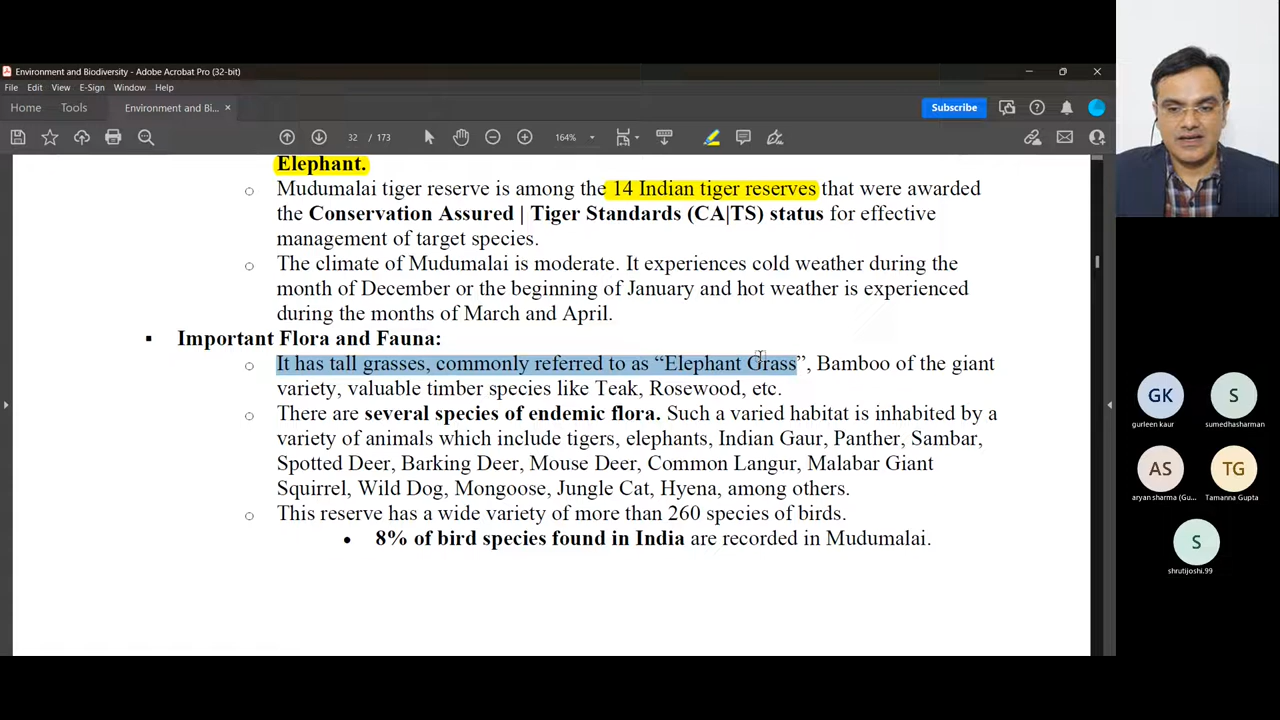 Environment and Biodiversity - Adobe Acrobat Pro (32-bit)
File Edit View E-Sign Window Help
Home Tools Environment and Bi... × Subscribe
32 / 173 164%
Elephant.
Mudumalai tiger reserve is among the 14 Indian tiger reserves that were awarded
the Conservation Assured | Tiger Standards (CA|TS) status for effective
management of target species.
The climate of Mudumalai is moderate. It experiences cold weather during the
month of December or the beginning of January and hot weather is experienced
during the months of March and April.
Important Flora and Fauna:
It has tall grasses, commonly referred to as “Elephant Grass”, Bamboo of the giant
variety, valuable timber species like Teak, Rosewood, etc.
There are several species of endemic flora. Such a varied habitat is inhabited by a
variety of animals which include tigers, elephants, Indian Gaur, Panther, Sambar,
Spotted Deer, Barking Deer, Mouse Deer, Common Langur, Malabar Giant
Squirrel, Wild Dog, Mongoose, Jungle Cat, Hyena, among others.
This reserve has a wide variety of more than 260 species of birds.
8% of bird species found in India are recorded in Mudumalai.
GK S
gurleen kaur sumedhasharman
AS TG
aryan sharma (Gu... Tamanna Gupta
S
shrutijoshi.99